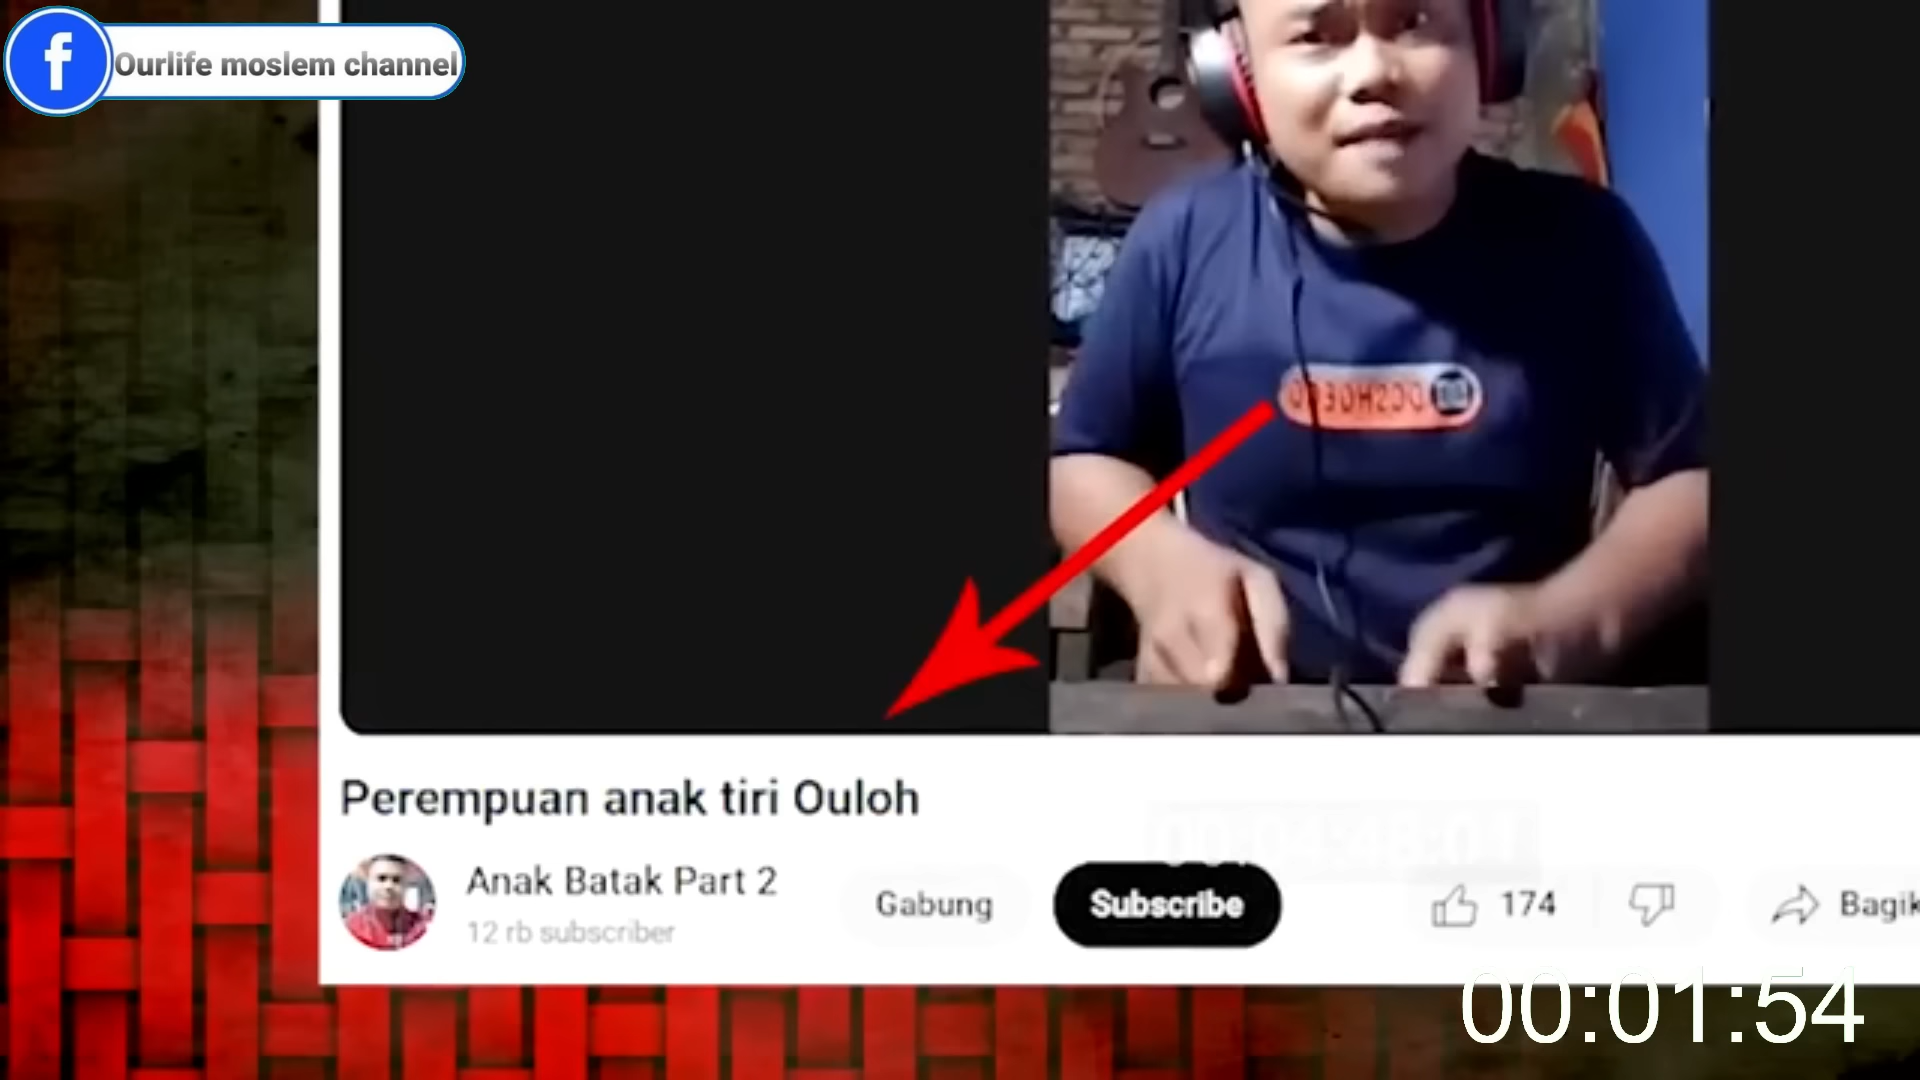 Ourlife moslem channel
Perempuan anak tiri Ouloh
Anak Batak Part 2
12 rb subscriber
Gabung
Subscribe
174
Bagik
00:01:54